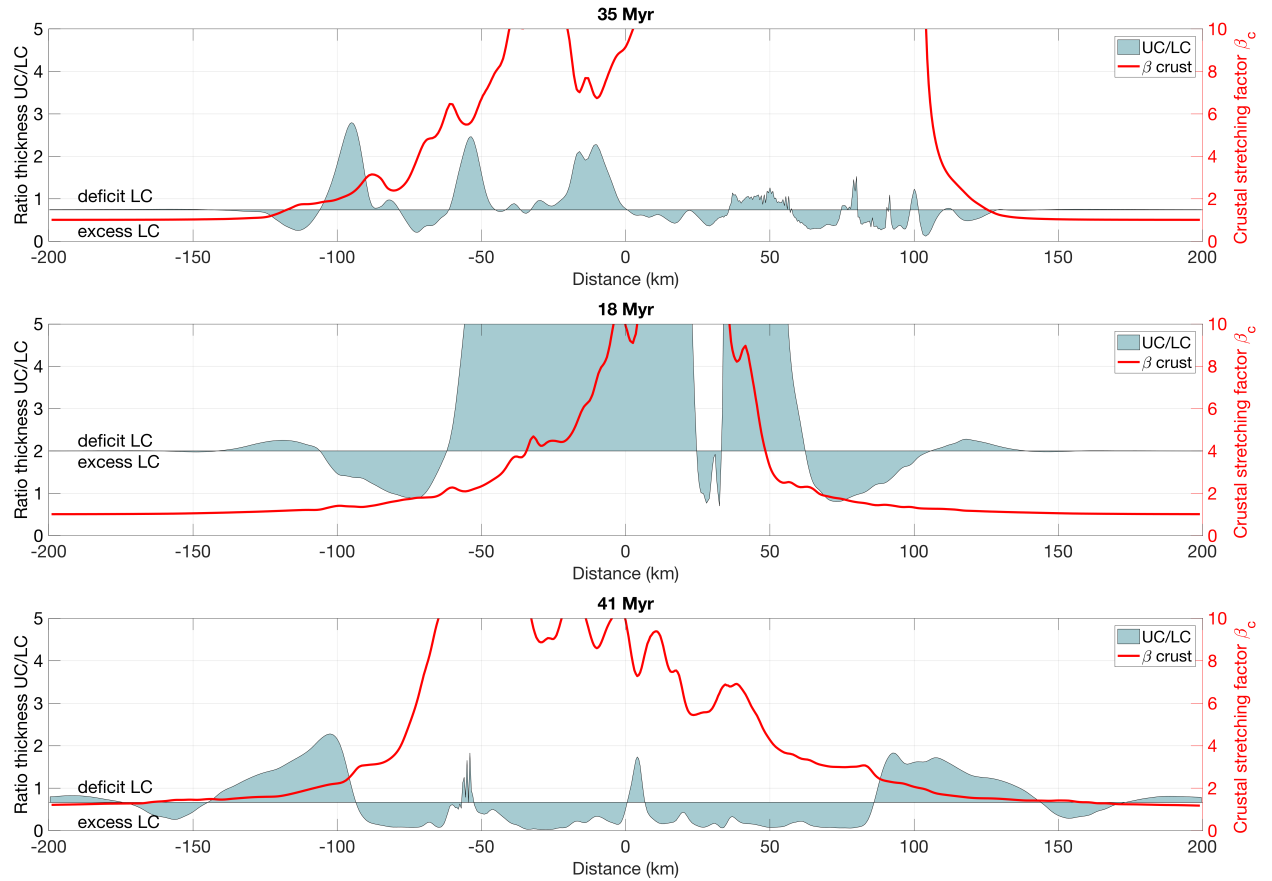 35 Myr
Ratio thickness UC/LC
5
4
3
2
1
0
deficit LC
excess LC
UC/LC
β crust
10
8
6
4
2
0
Crustal stretching factor βc
-200 -150 -100 -50 0 50 100 150 200
Distance (km)
18 Myr
Ratio thickness UC/LC
5
4
3
2
1
0
deficit LC
excess LC
UC/LC
β crust
10
8
6
4
2
0
Crustal stretching factor βc
-200 -150 -100 -50 0 50 100 150 200
Distance (km)
41 Myr
Ratio thickness UC/LC
5
4
3
2
1
0
deficit LC
excess LC
UC/LC
β crust
10
8
6
4
2
0
Crustal stretching factor βc
-200 -150 -100 -50 0 50 100 150 200
Distance (km)